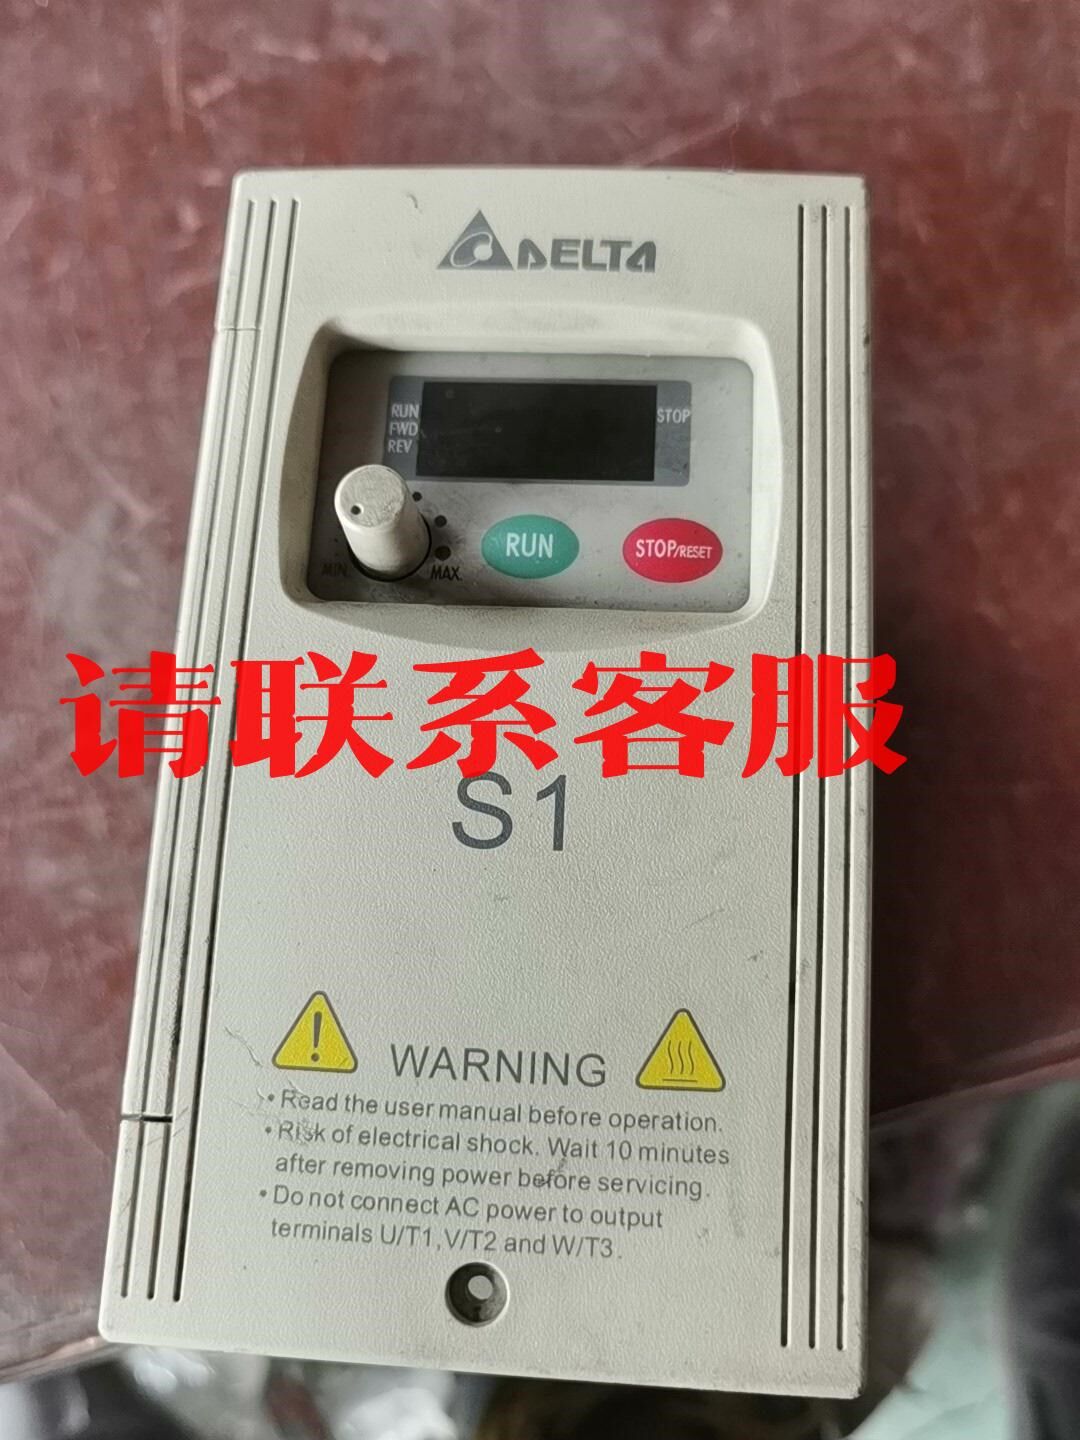 DELTA
RUN
FWD
REV
STOP
MIN.
MAX.
RUN
STOP/RESET
请联系客服
S1
WARNING
• Read the user manual before operation.
• Risk of electrical shock. Wait 10 minutes
after removing power before servicing.
• Do not connect AC power to output
terminals U/T1,V/T2 and W/T3.